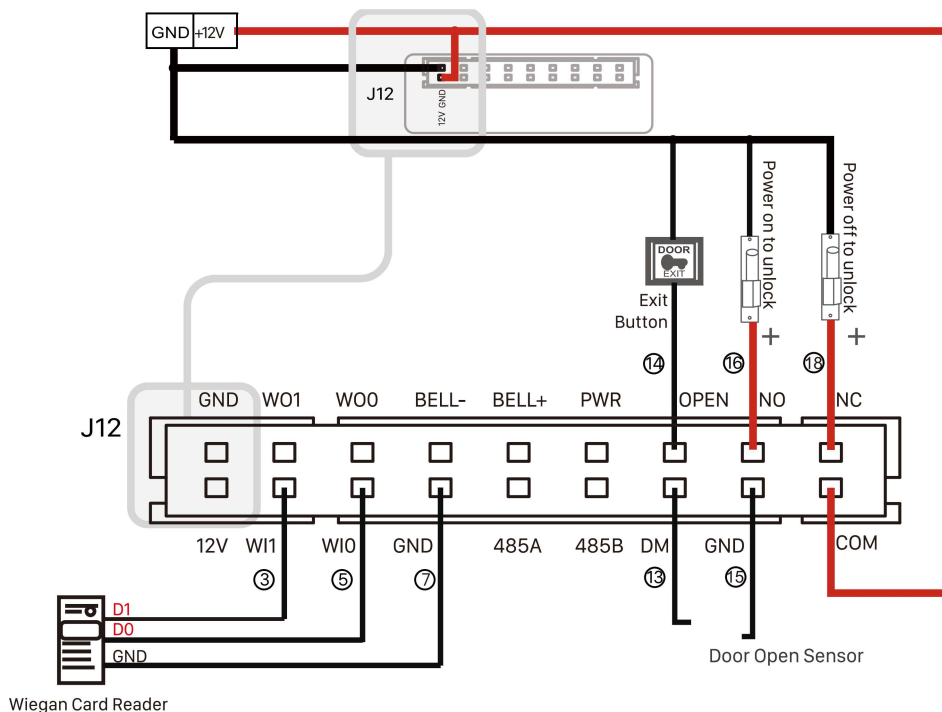 GND +12V
J12
12V GND
Power on to unlock
Power off to unlock
DOOR
EXIT
Exit
Button
+
+
14
16
18
J12
GND WO1 WO0 BELL- BELL+ PWR OPEN NO NC
12V WI1 WI0 GND 485A 485B DM GND COM
3
5
7
13
15
D1
D0
GND
Door Open Sensor
Wiegan Card Reader